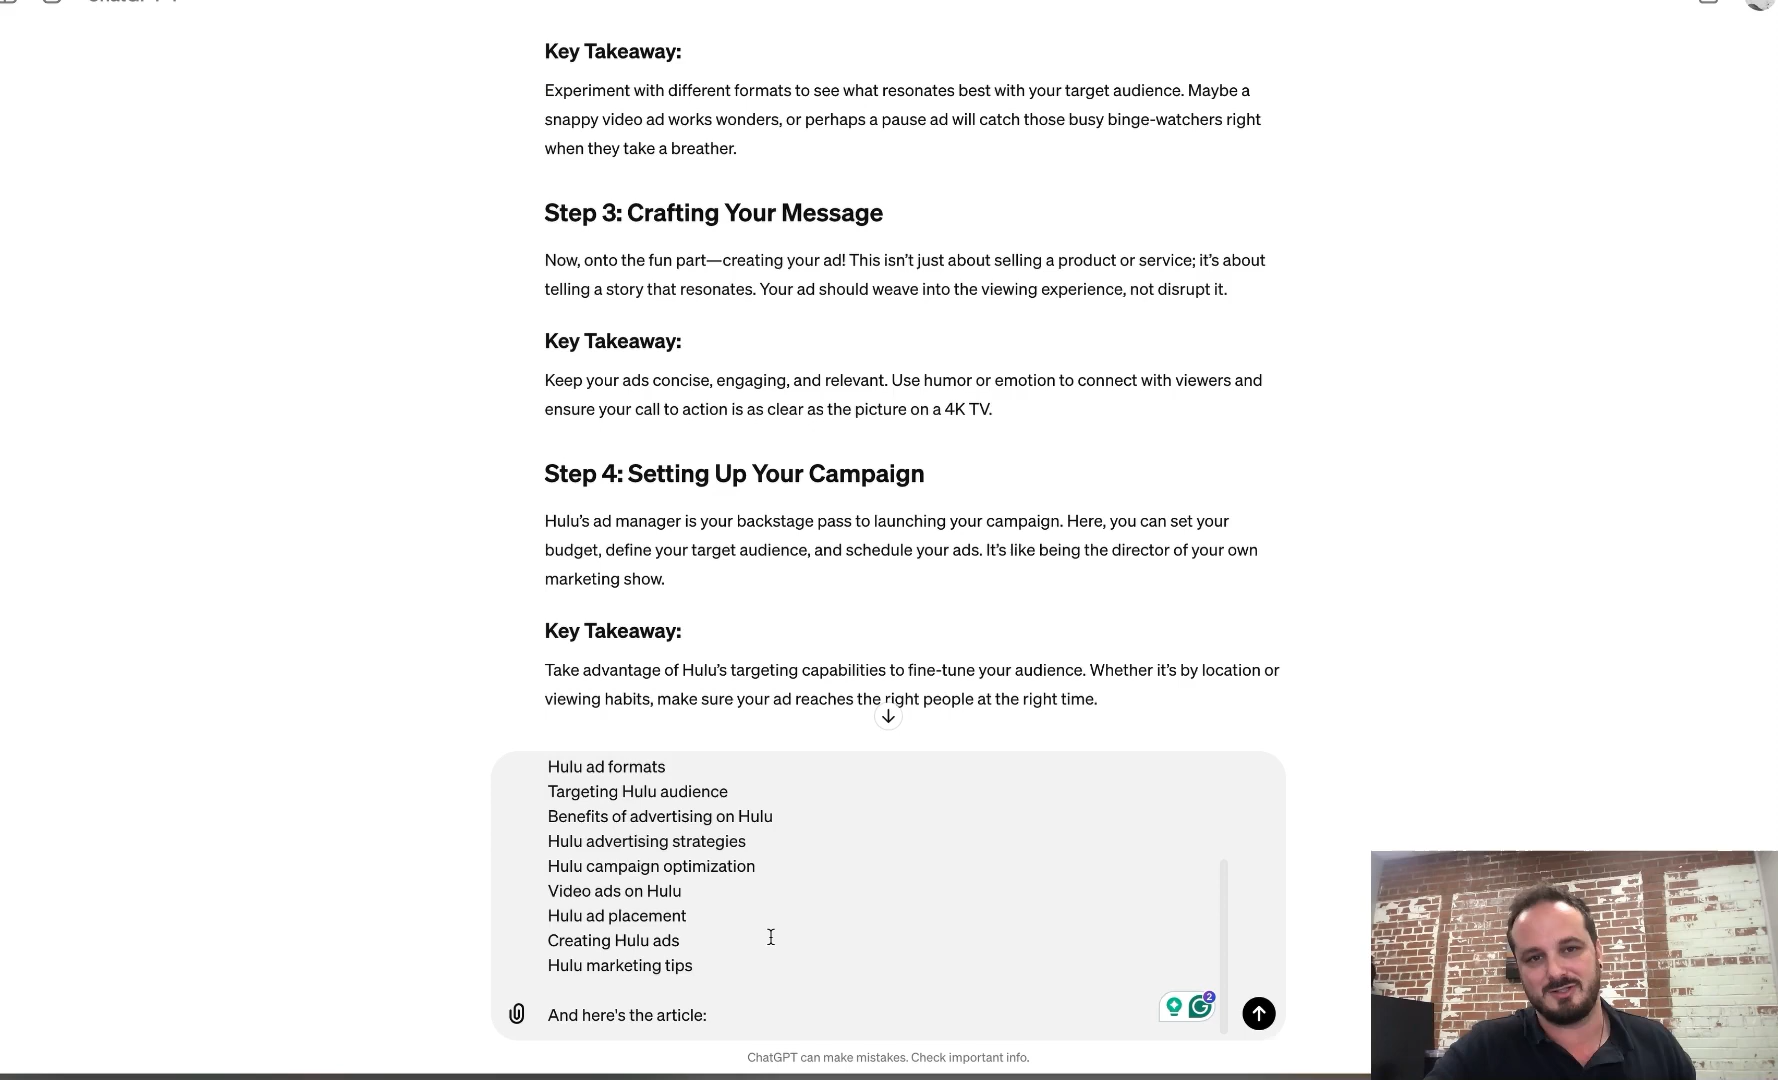 Key Takeaway:
Experiment with different formats to see what resonates best with your target audience. Maybe a
snappy video ad works wonders, or perhaps a pause ad will catch those busy binge-watchers right
when they take a breather.
Step 3: Crafting Your Message
Now, onto the fun part—creating your ad! This isn't just about selling a product or service; it's about
telling a story that resonates. Your ad should weave into the viewing experience, not disrupt it.
Key Takeaway:
Keep your ads concise, engaging, and relevant. Use humor or emotion to connect with viewers and
ensure your call to action is as clear as the picture on a 4K TV.
Step 4: Setting Up Your Campaign
Hulu's ad manager is your backstage pass to launching your campaign. Here, you can set your
budget, define your target audience, and schedule your ads. It's like being the director of your own
marketing show.
Key Takeaway:
Take advantage of Hulu's targeting capabilities to fine-tune your audience. Whether it's by location or
viewing habits, make sure your ad reaches the right people at the right time.
Hulu ad formats
Targeting Hulu audience
Benefits of advertising on Hulu
Hulu advertising strategies
Hulu campaign optimization
Video ads on Hulu
Hulu ad placement
Creating Hulu ads
Hulu marketing tips
And here's the article:
2
ChatGPT can make mistakes. Check important info.